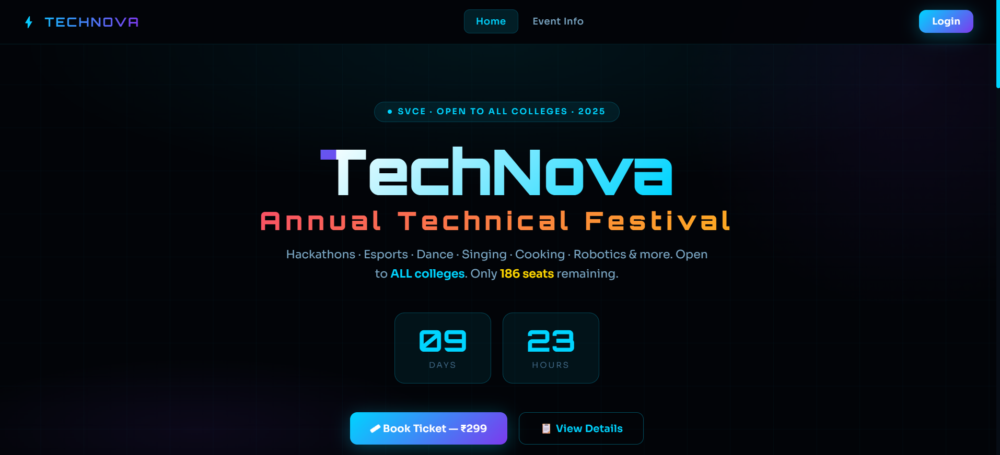 TECHNOVA
Home
Event Info
Login
SVCE · OPEN TO ALL COLLEGES · 2025
TechNova
Annual Technical Festival
Hackathons · Esports · Dance · Singing · Cooking · Robotics & more. Open
to ALL colleges. Only 186 seats remaining.
09
DAYS
23
HOURS
Book Ticket — ₹299
View Details